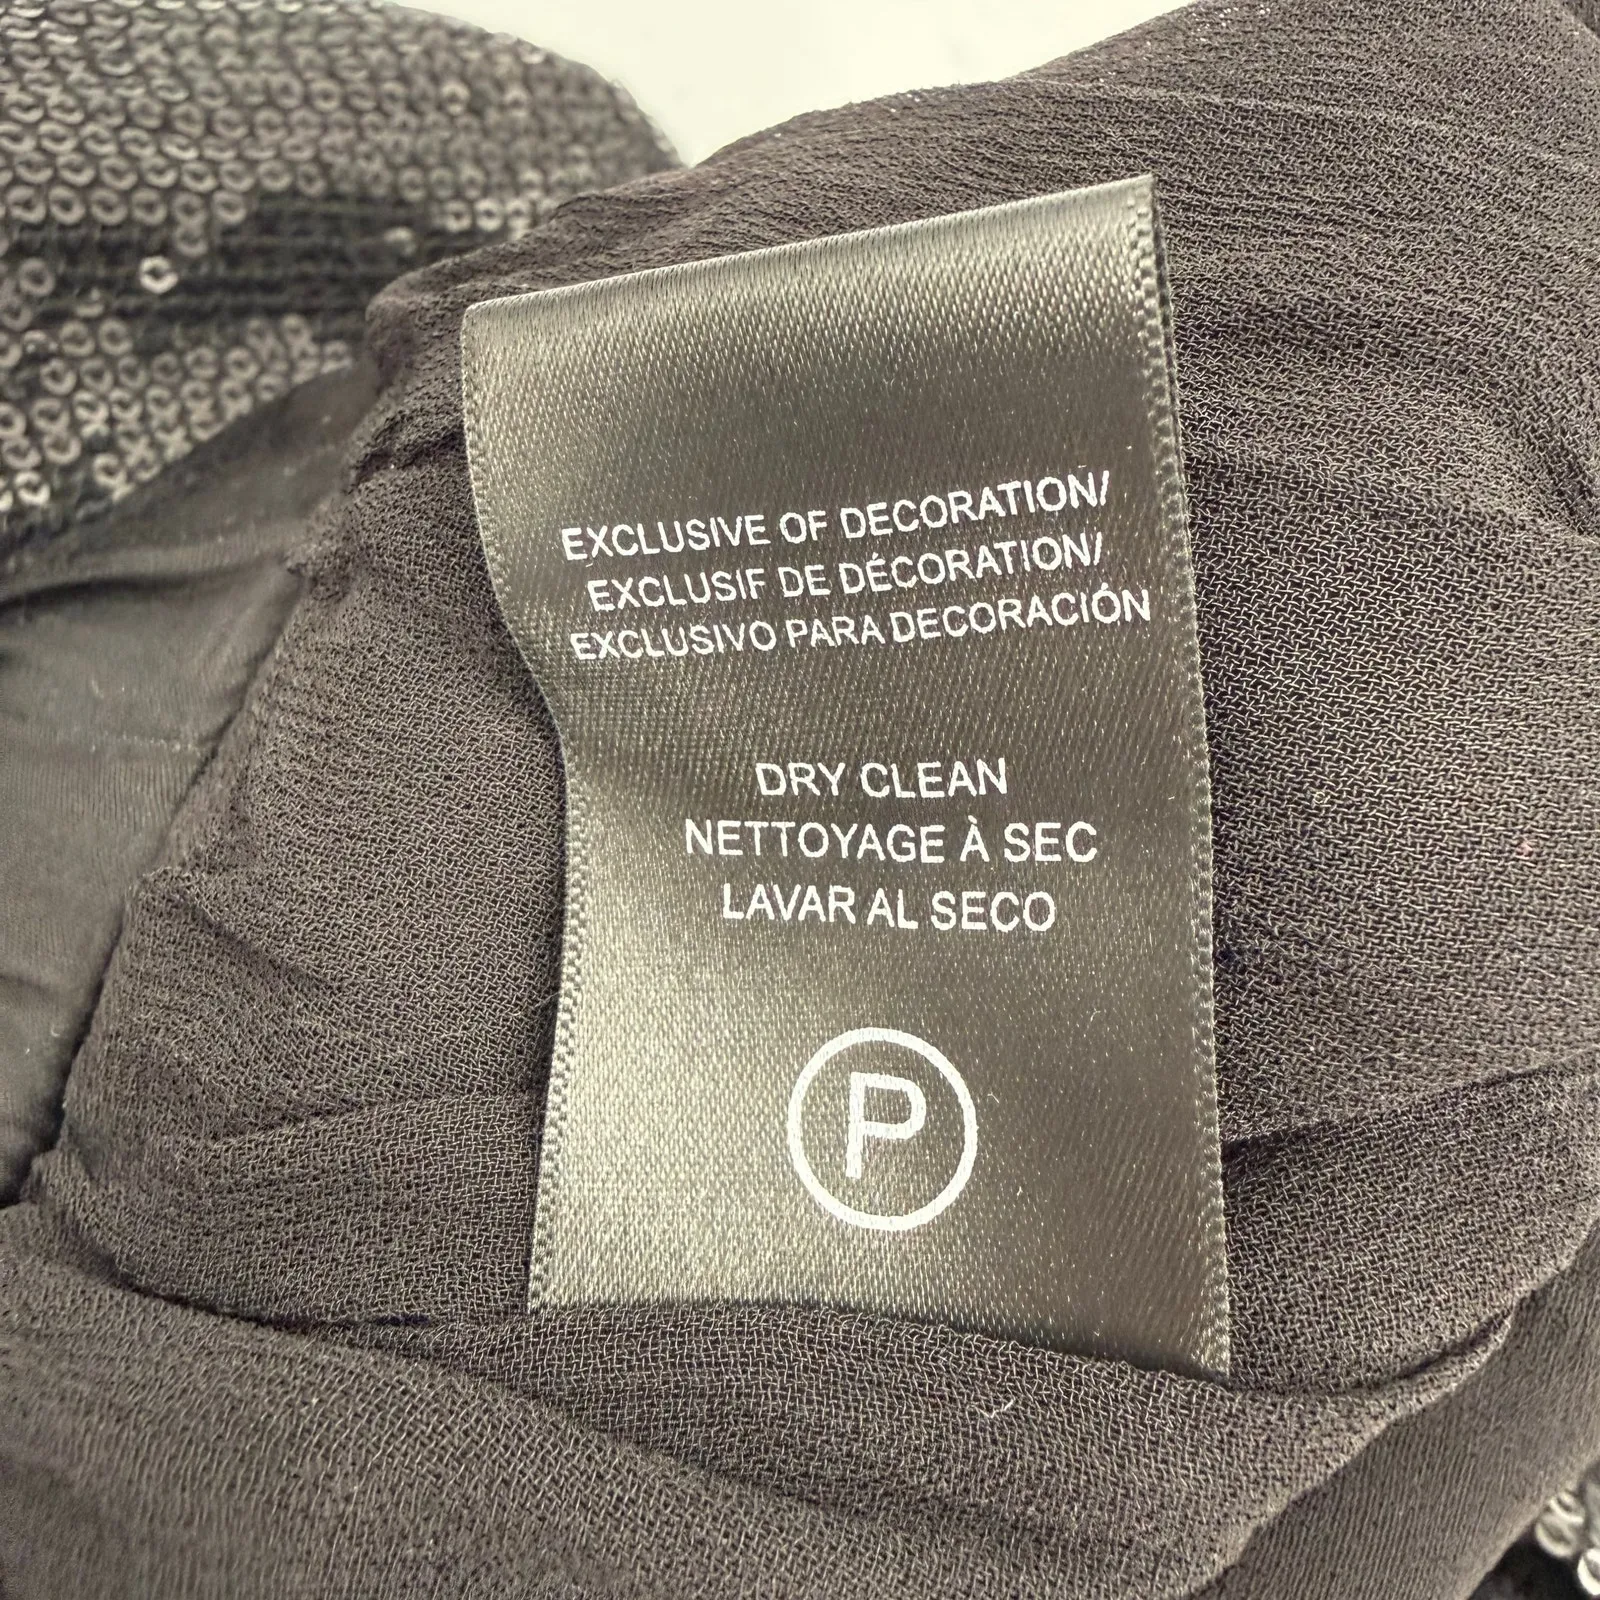 EXCLUSIVE OF DECORATION/
EXCLUSIF DE DÉCORATION/
EXCLUSIVO PARA DECORACIÓN
DRY CLEAN
NETTOYAGE À SEC
LAVAR AL SECO
P